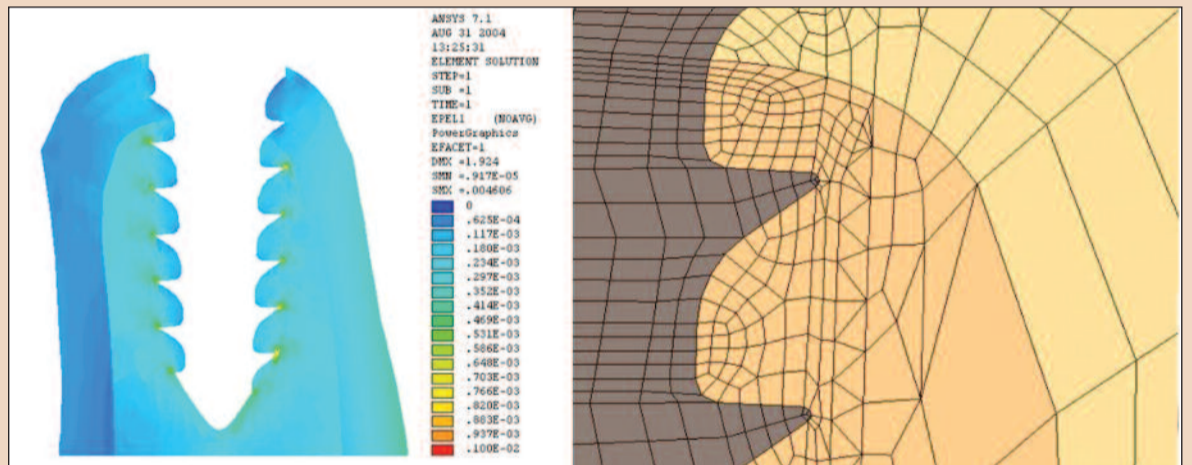 ANSYS 7.1
AUG 31 2004
13:25:31
ELEMENT SOLUTION
STEP=1
SUB =1
TIME=1
EPEL1 (NOAVG)
PowerGraphics
EFACET=1
DMX =1.924
SMN =.917E-05
SMX =.004606
0
.625E-04
.117E-03
.180E-03
.234E-03
.297E-03
.352E-03
.414E-03
.469E-03
.531E-03
.586E-03
.648E-03
.703E-03
.766E-03
.820E-03
.883E-03
.937E-03
.100E-02